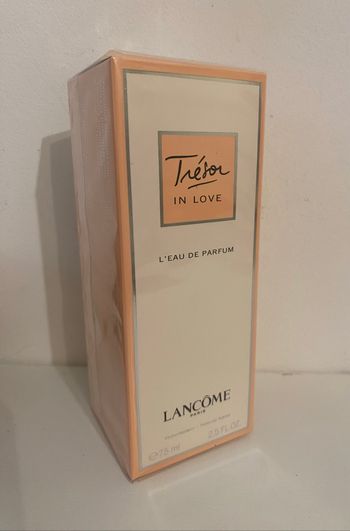 Trésor
IN LOVE
L'EAU DE PARFUM
LANCÔME
PARIS
℮75 ml 2.5 FL.OZ.